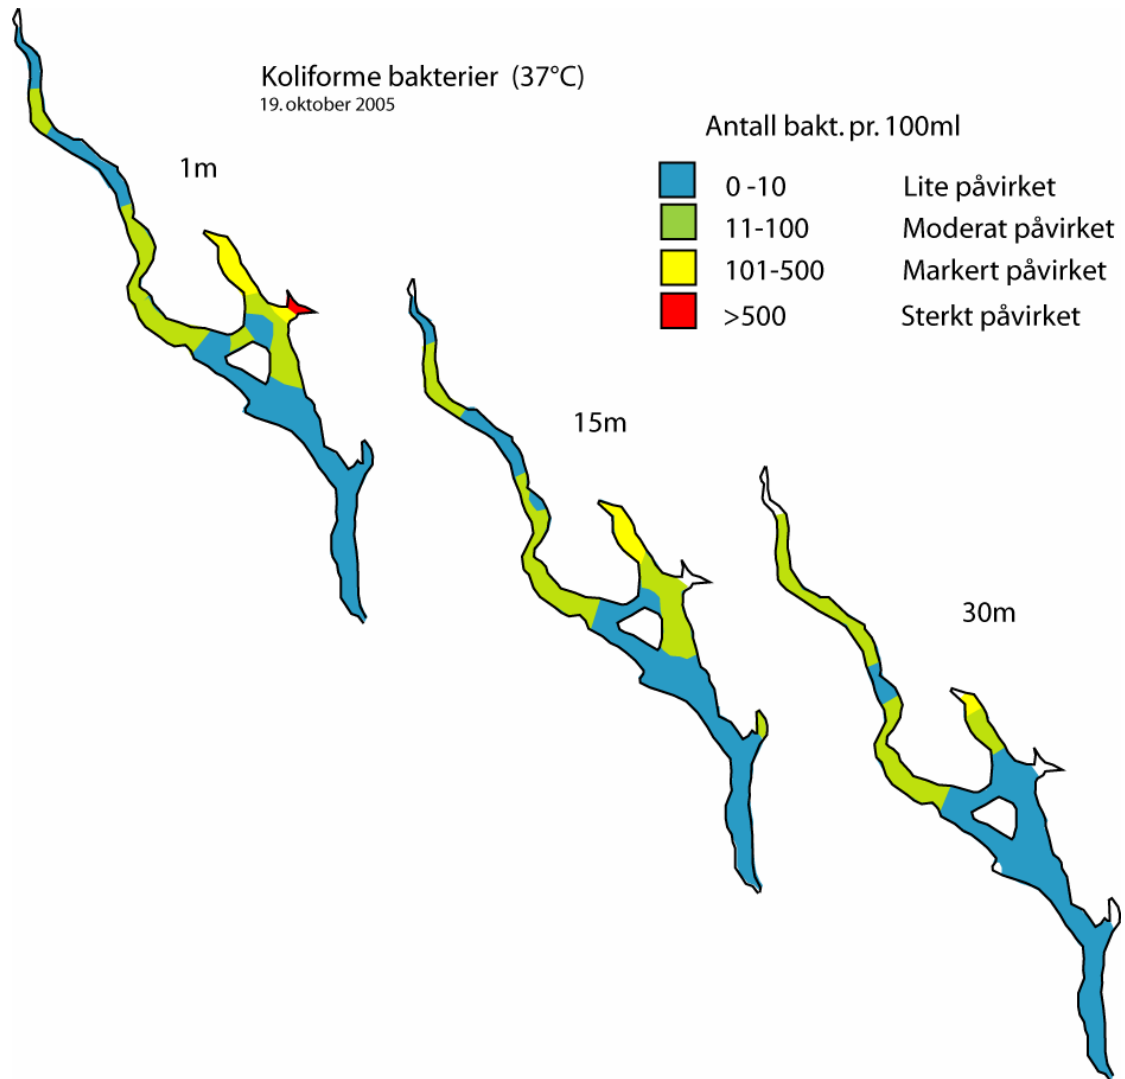 Koliforme bakterier (37°C)
19. oktober 2005
Antall bakt. pr. 100ml
0 -10 Lite påvirket
11-100 Moderat påvirket
101-500 Markert påvirket
>500 Sterkt påvirket
1m
15m
30m